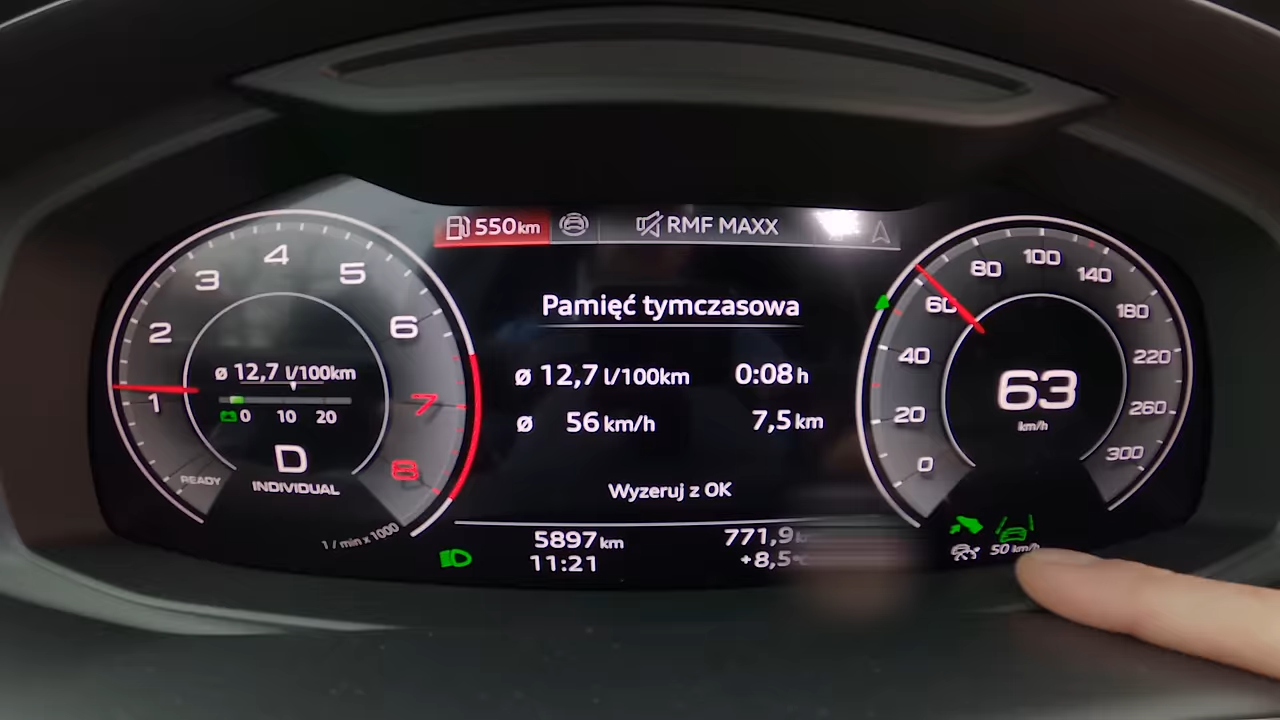 550 km
RMF MAXX
1
2
3
4
5
6
7
8
ø 12,7 l/100km
0 10 20
D
INDIVIDUAL
READY
1 / min x 1000
Pamięć tymczasowa
ø 12,7 l/100km 0:08 h
ø 56 km/h 7,5 km
Wyzeruj z OK
5897 km 771,9
11:21 +8,5
0
20
40
60
80
100
140
180
220
260
300
63
km/h
50 km/h